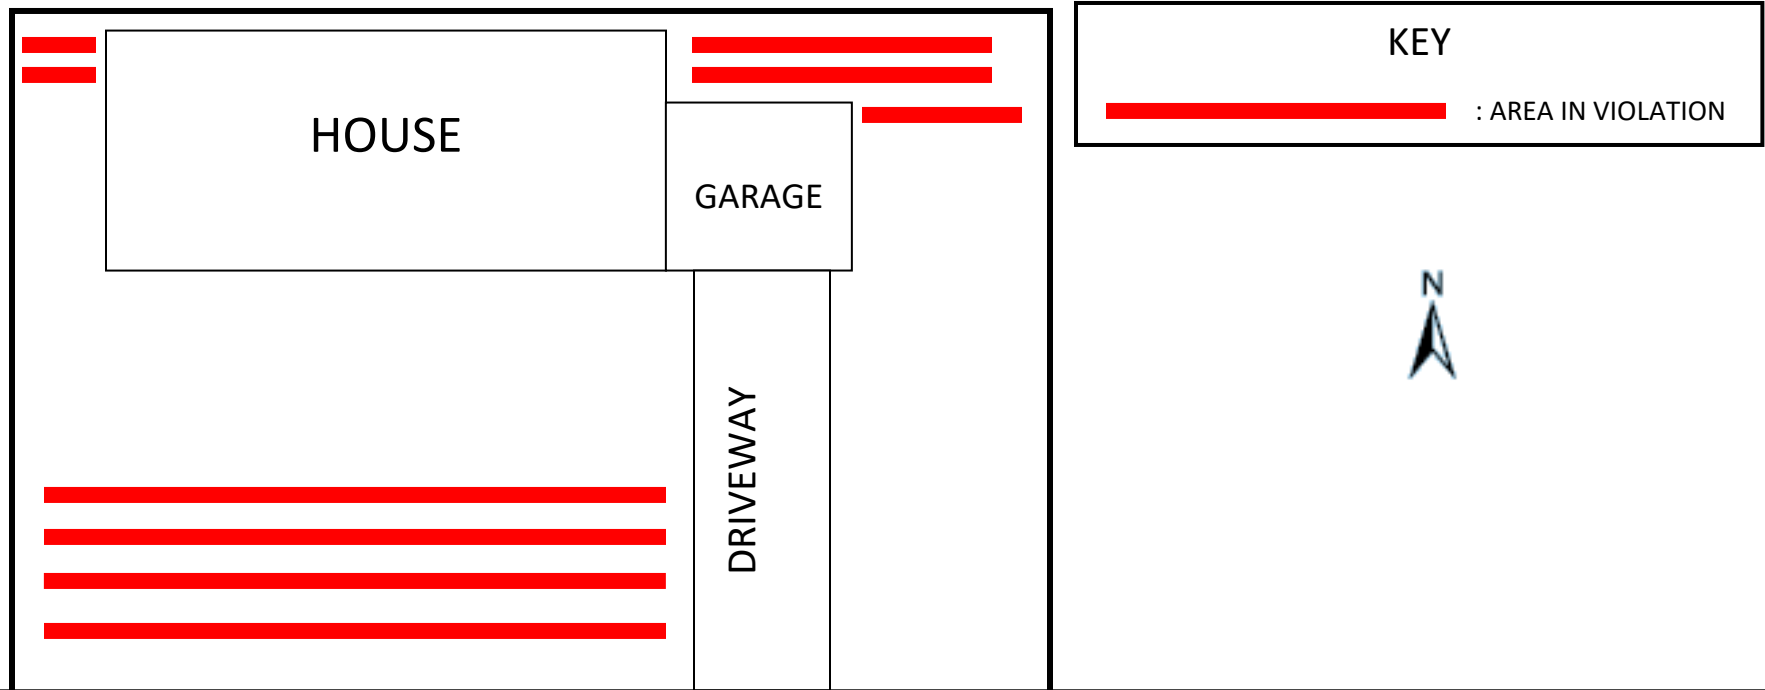 KEY
: AREA IN VIOLATION
HOUSE
GARAGE
N
DRIVEWAY